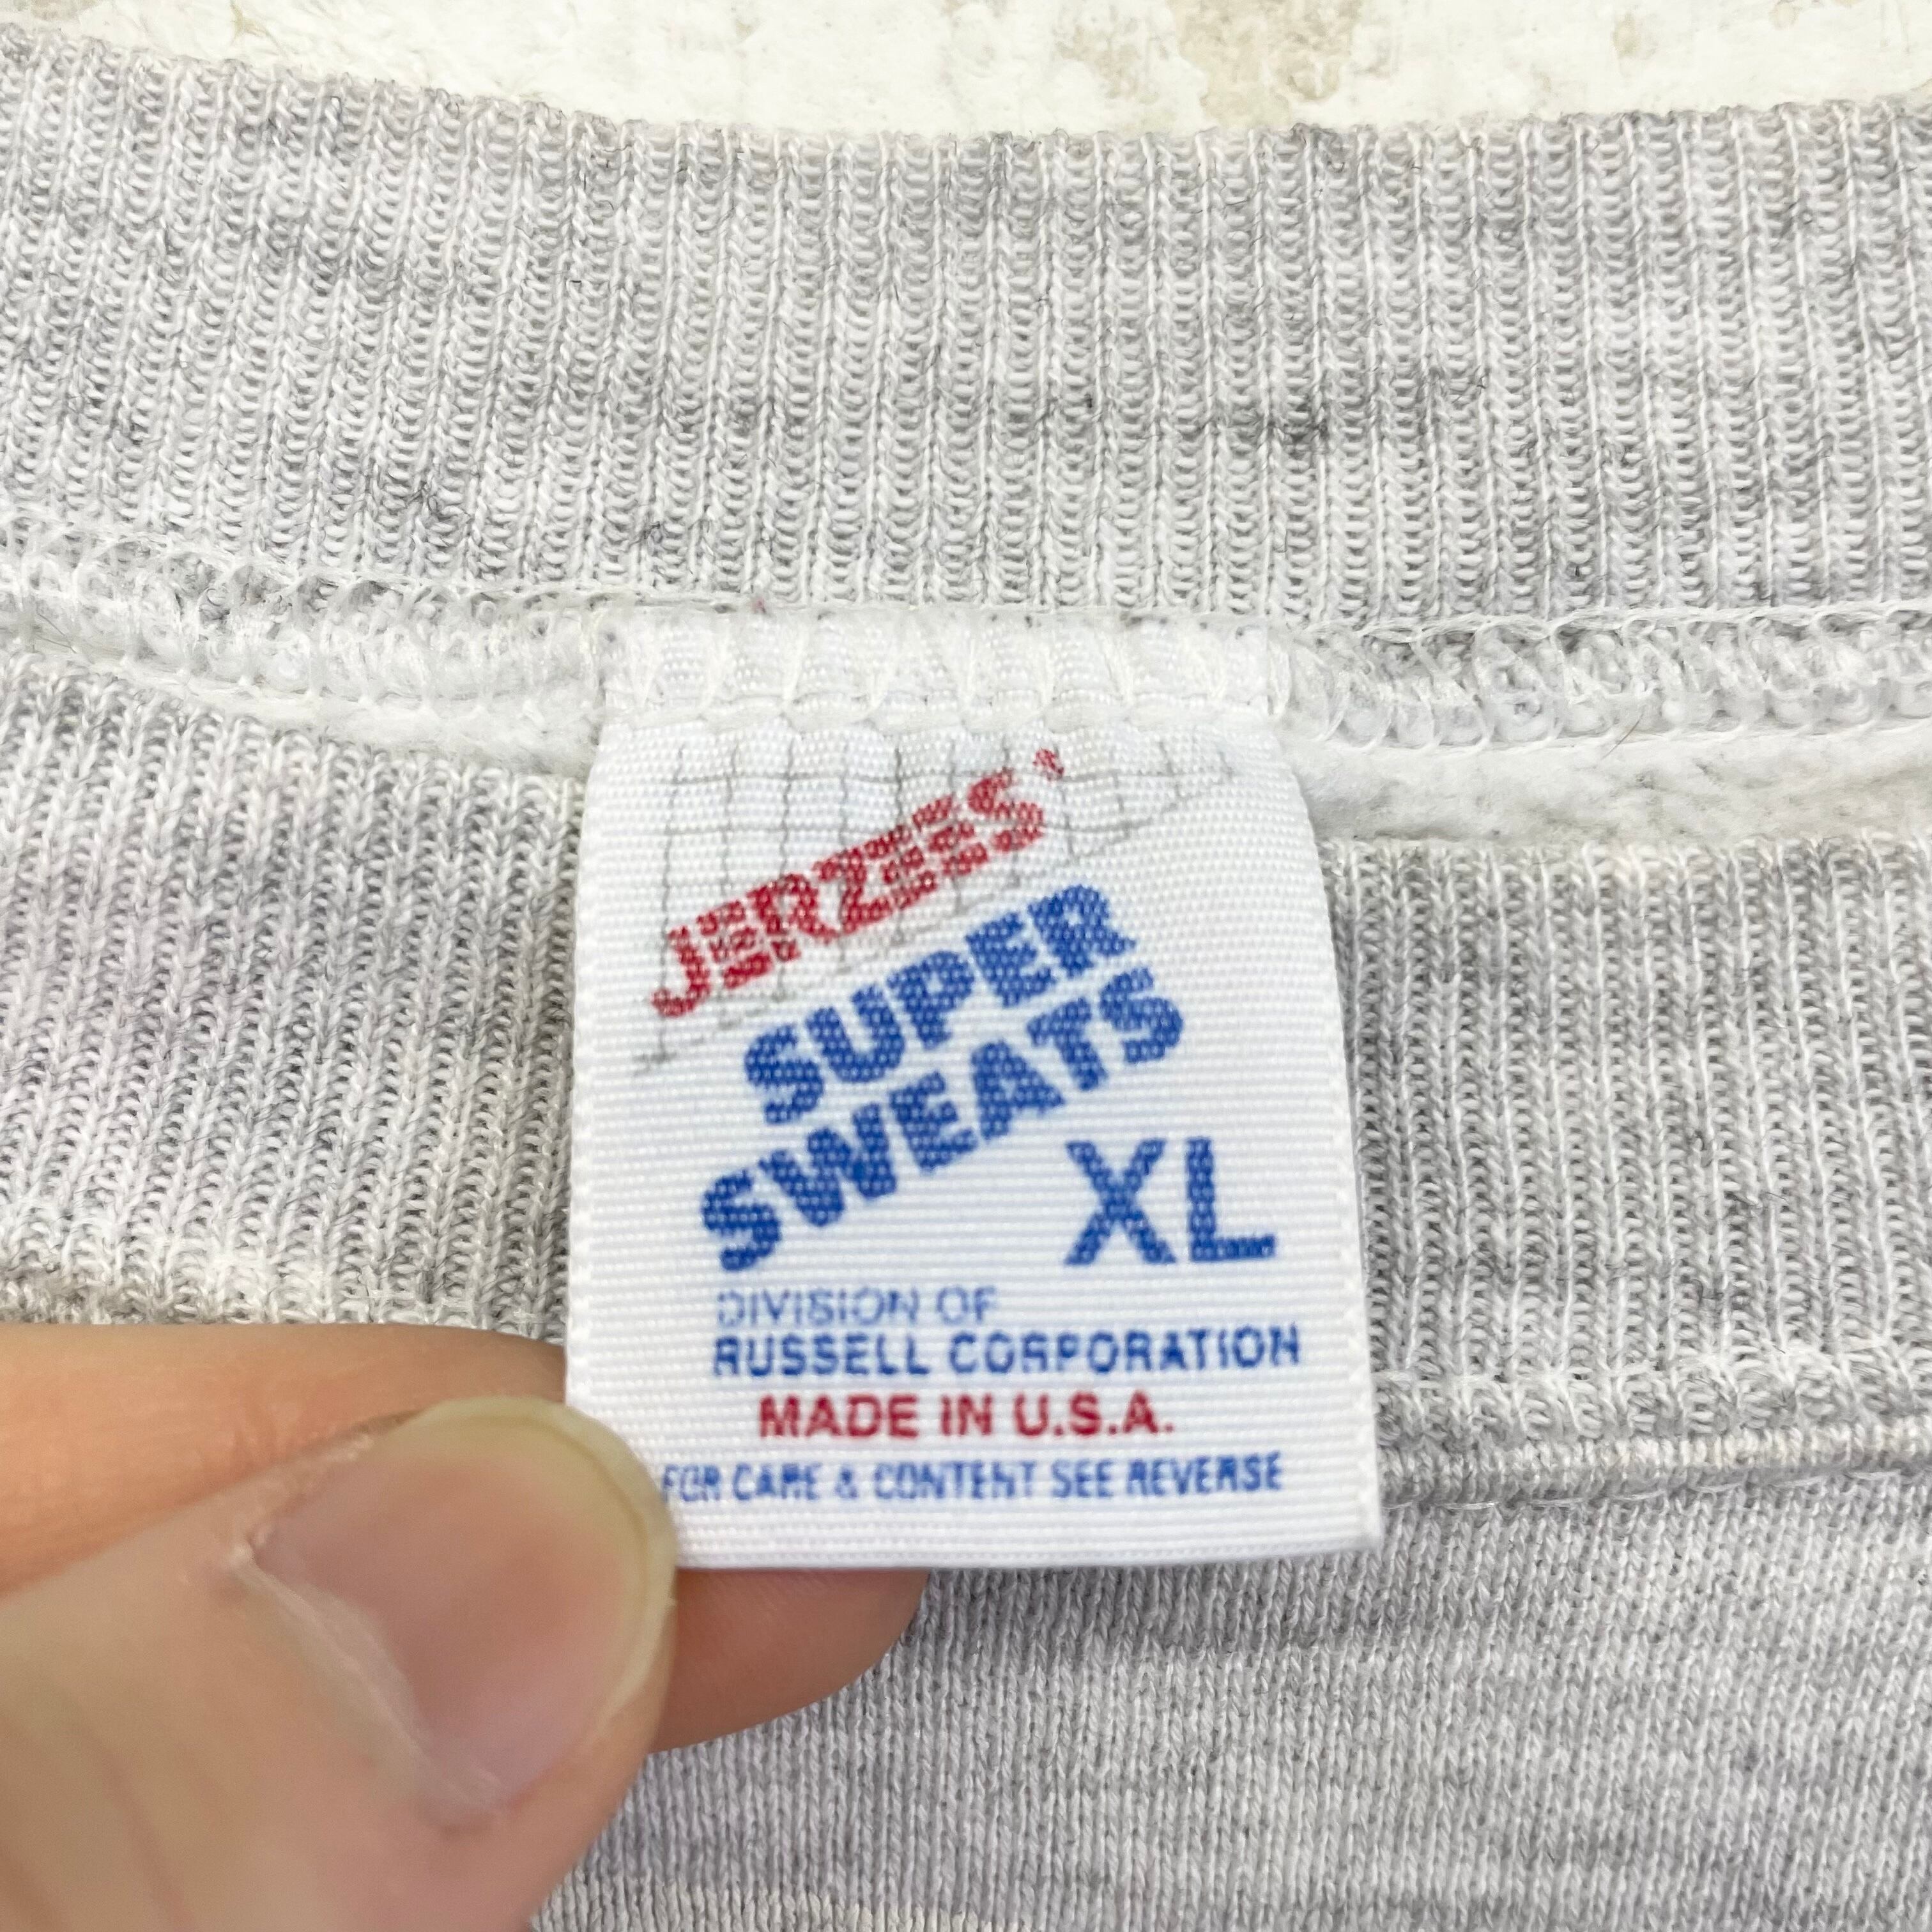 JERZEES
SUPER
SWEATS
XL
DIVISION OF
RUSSELL CORPORATION
MADE IN U.S.A.
FOR CARE & CONTENT SEE REVERSE